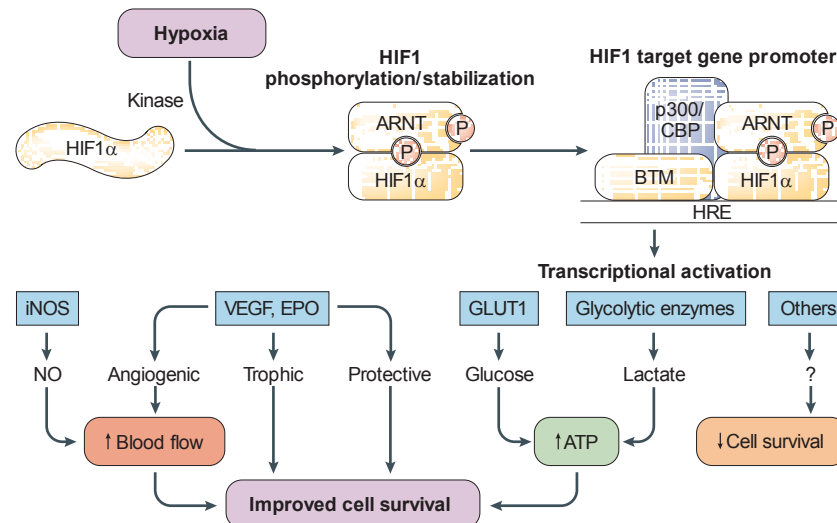 Hypoxia
HIF1
phosphorylation/stabilization
HIF1 target gene promoter
Kinase
HIF1α
ARNT
P
P
HIF1α
p300/
CBP
ARNT
P
P
BTM
HIF1α
HRE
Transcriptional activation
iNOS
VEGF, EPO
GLUT1
Glycolytic enzymes
Others
NO
Angiogenic
Trophic
Protective
Glucose
Lactate
?
↑Blood flow
↑ATP
↓Cell survival
Improved cell survival